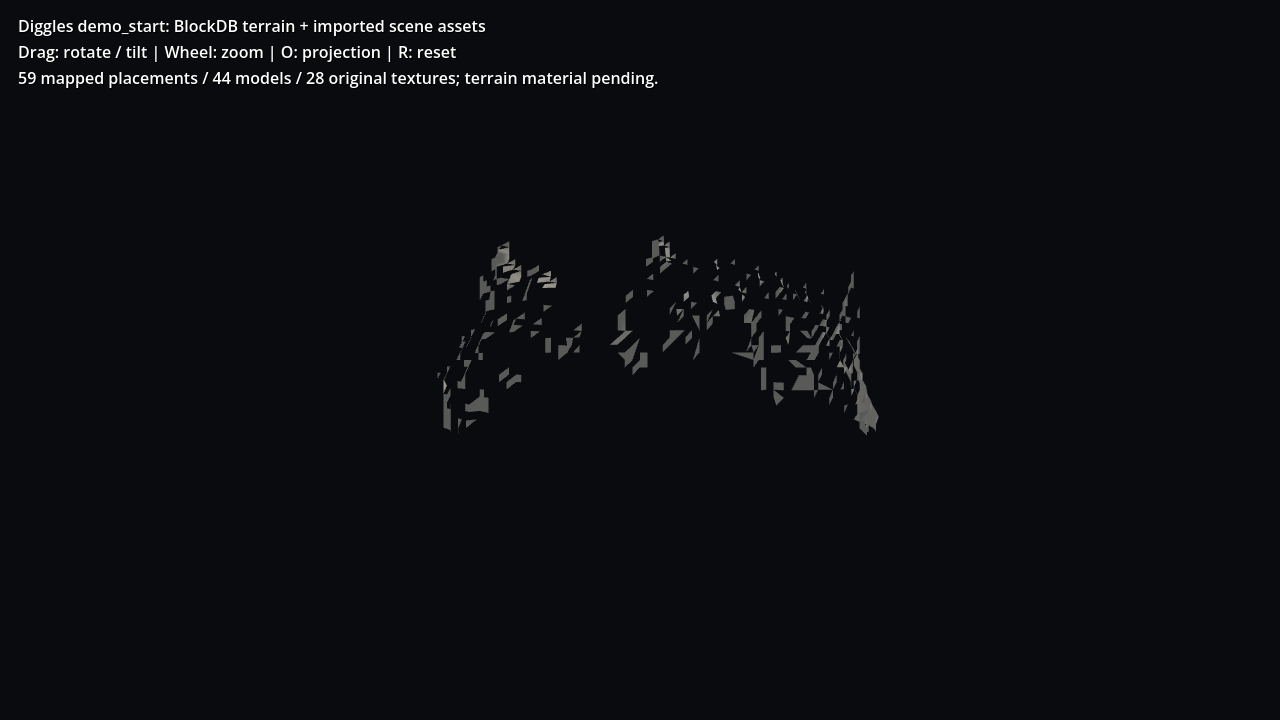 Diggles demo_start: BlockDB terrain + imported scene assets
Drag: rotate / tilt | Wheel: zoom | O: projection | R: reset
59 mapped placements / 44 models / 28 original textures; terrain material pending.